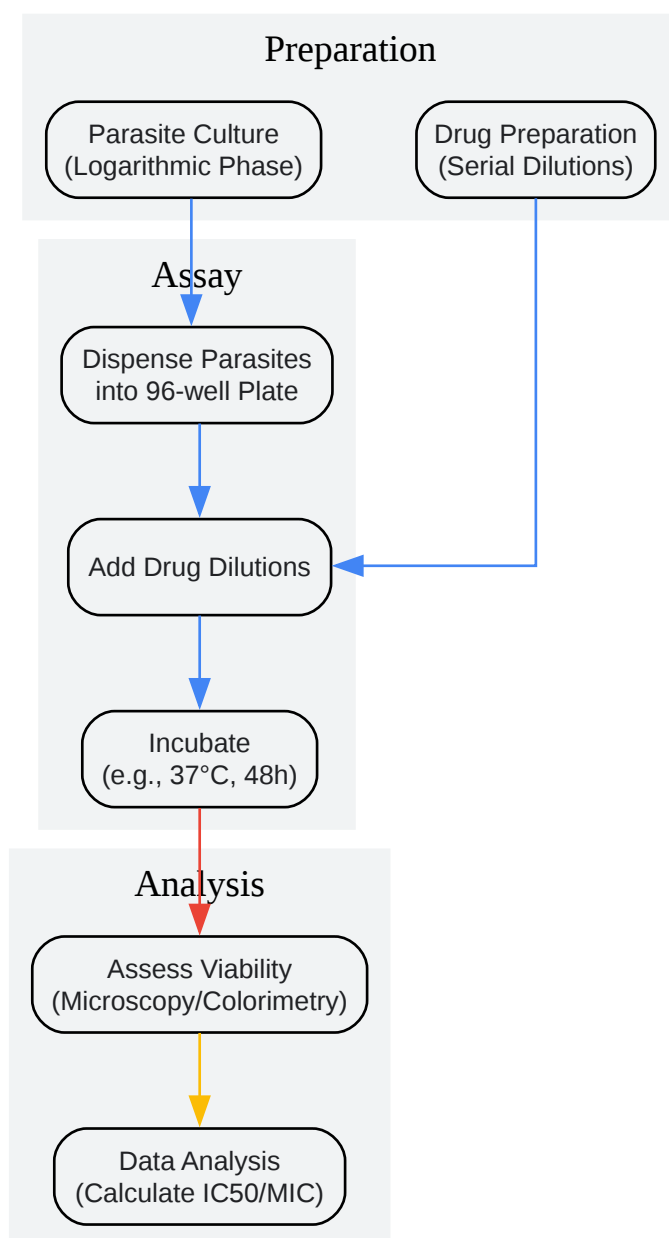 Preparation
Parasite Culture
(Logarithmic Phase)
Drug Preparation
(Serial Dilutions)
Assay
Dispense Parasites
into 96-well Plate
Add Drug Dilutions
Incubate
(e.g., 37°C, 48h)
Analysis
Assess Viability
(Microscopy/Colorimetry)
Data Analysis
(Calculate IC50/MIC)